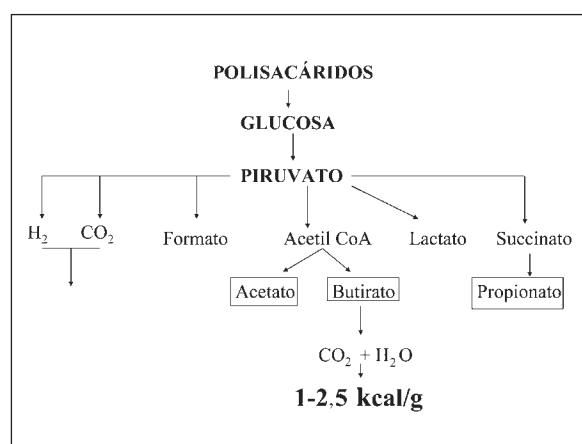 POLISACÁRIDOS
GLUCOSA
PIRUVATO
H₂ CO₂ Formato Acetil CoA Lactato Succinato
Acetato Butirato Propionato
CO₂ + H₂O
1-2,5 kcal/g